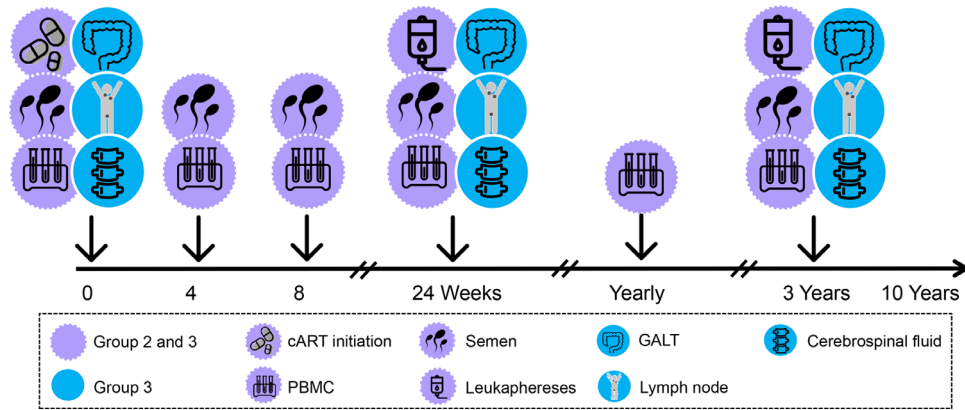 0 4 8 24 Weeks Yearly 3 Years 10 Years
Group 2 and 3 cART initiation Semen GALT Cerebrospinal fluid
Group 3 PBMC Leukaphereses Lymph node